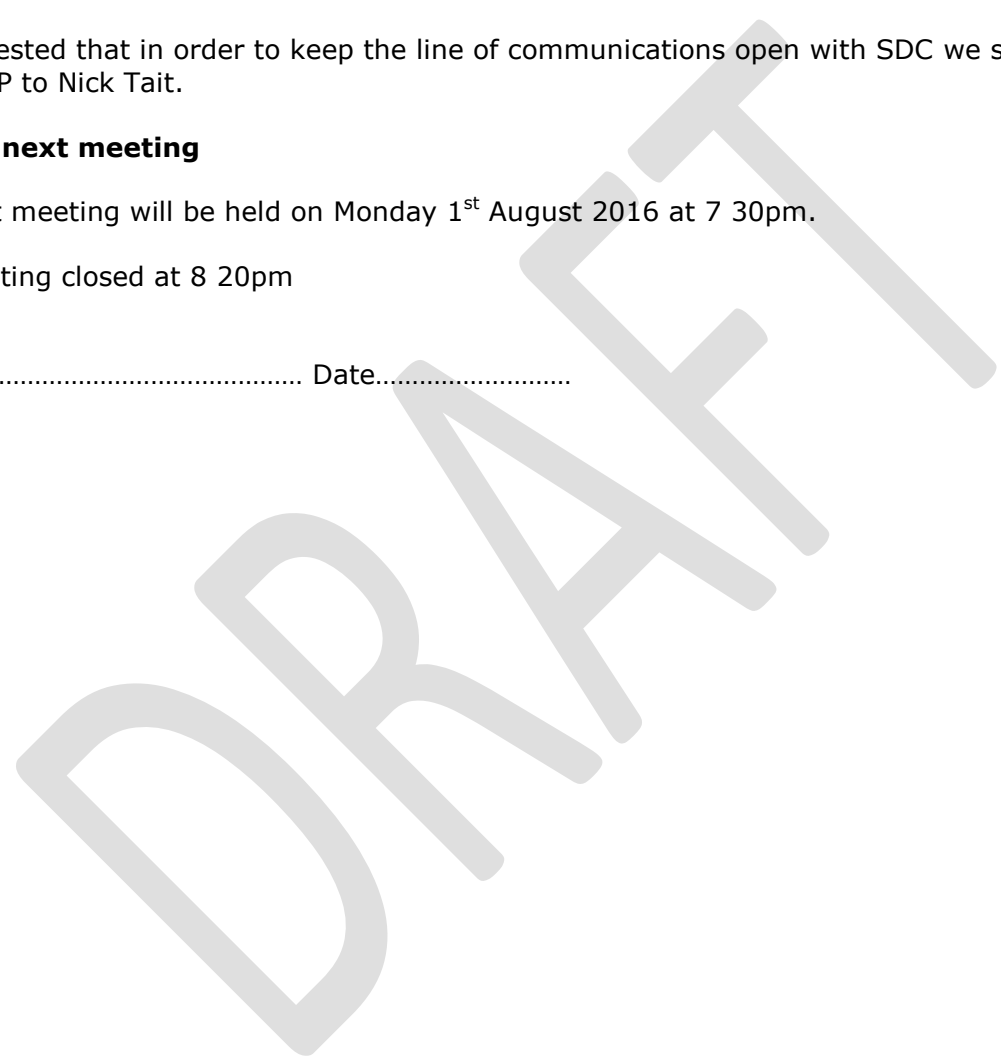 ested that in order to keep the line of communications open with SDC we s
P to Nick Tait.
next meeting
t meeting will be held on Monday 1st August 2016 at 7 30pm.
ting closed at 8 20pm
……………………………………. Date………………………
DRAFT